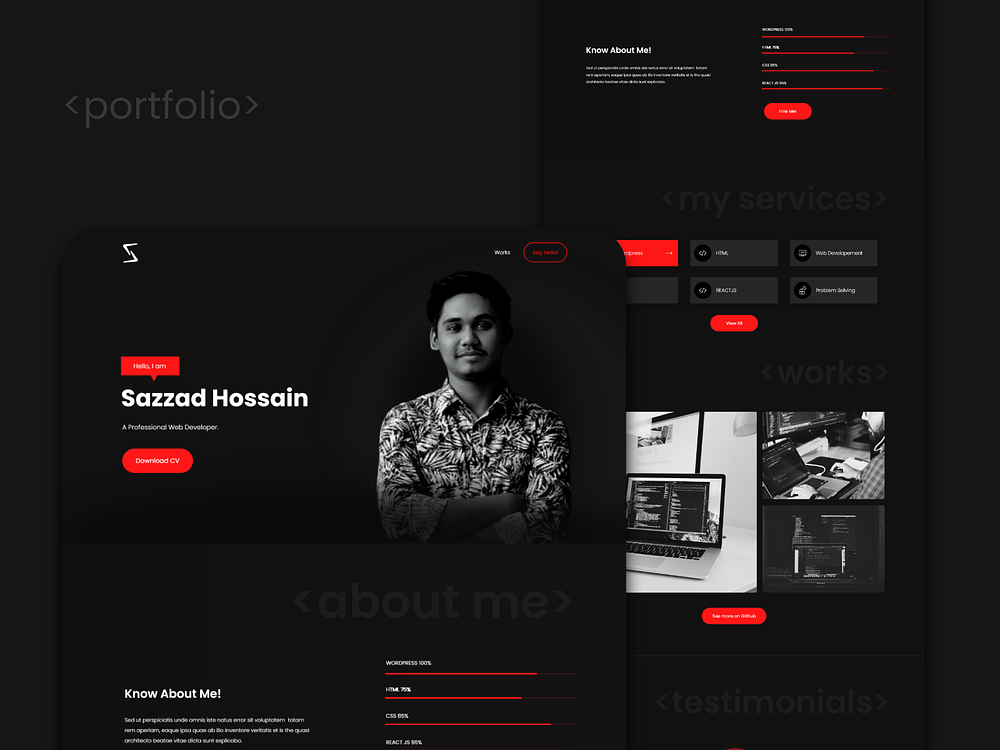 <portfolio>
Works
Say Hello!
Hello, I am
Sazzad Hossain
A Professional Web Developer.
Download CV
<about me>
Know About Me!
Sed ut perspiciatis unde omnis iste natus error sit voluptatem totam
rem aperiam, eaque ipsa quae ab illo inventore veritatis et is the quasi
architecto beatae vitae dicta sunt explicabo.
WORDPRESS 100%
HTML 75%
CSS 85%
REACT JS 95%
Know About Me!
Sed ut perspiciatis unde omnis iste natus error sit voluptatem totam
rem aperiam, eaque ipsa quae ab illo inventore veritatis et is the quasi
architecto beatae vitae dicta sunt explicabo.
WORDPRESS 100%
HTML 75%
CSS 85%
REACT JS 95%
Hire Me!
<my services>
rdpress
HTML
Web Developement
REACTJS
Problem Solving
View All
<works>
See more on Github
<testimonials>